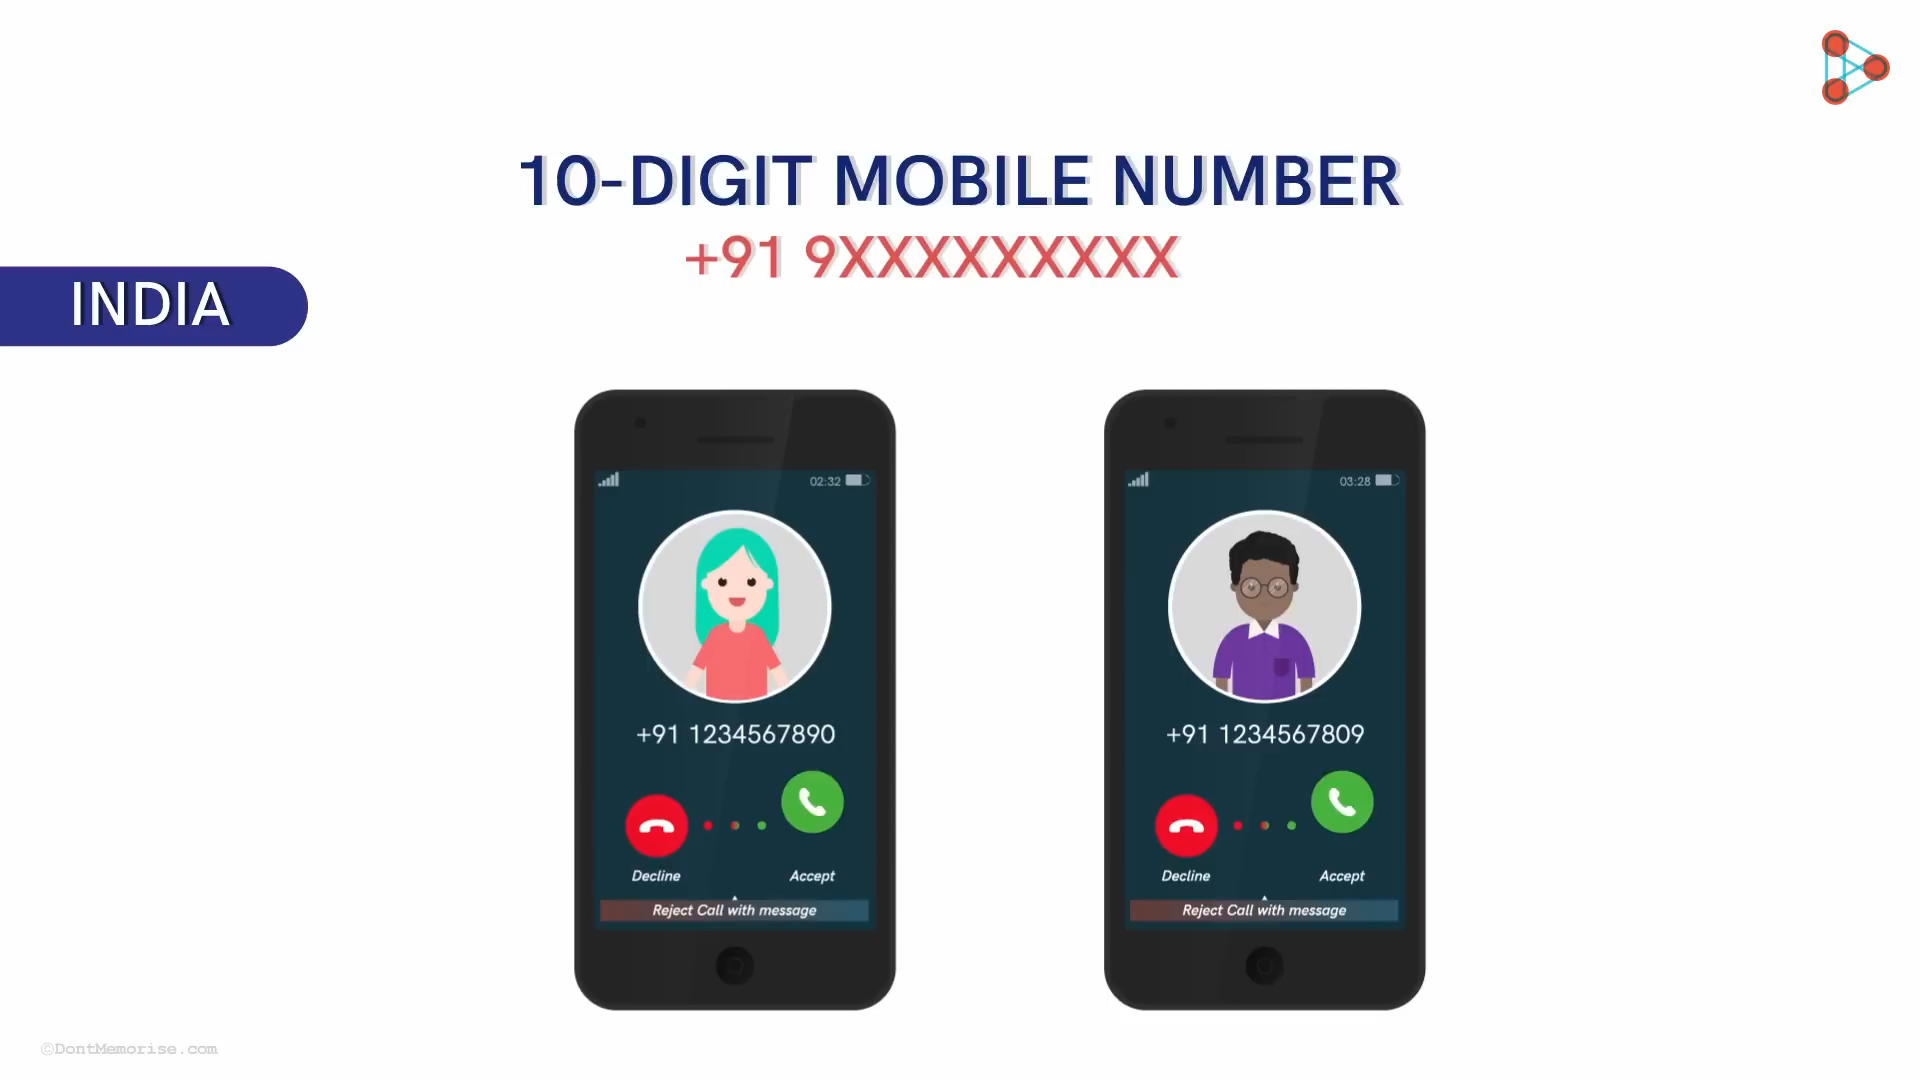 10-DIGIT MOBILE NUMBER
+91 9XXXXXXXXX
INDIA
02:32
+91 1234567890
Decline
Accept
Reject Call with message
03:28
+91 1234567809
Decline
Accept
Reject Call with message
©DontMemorise.com